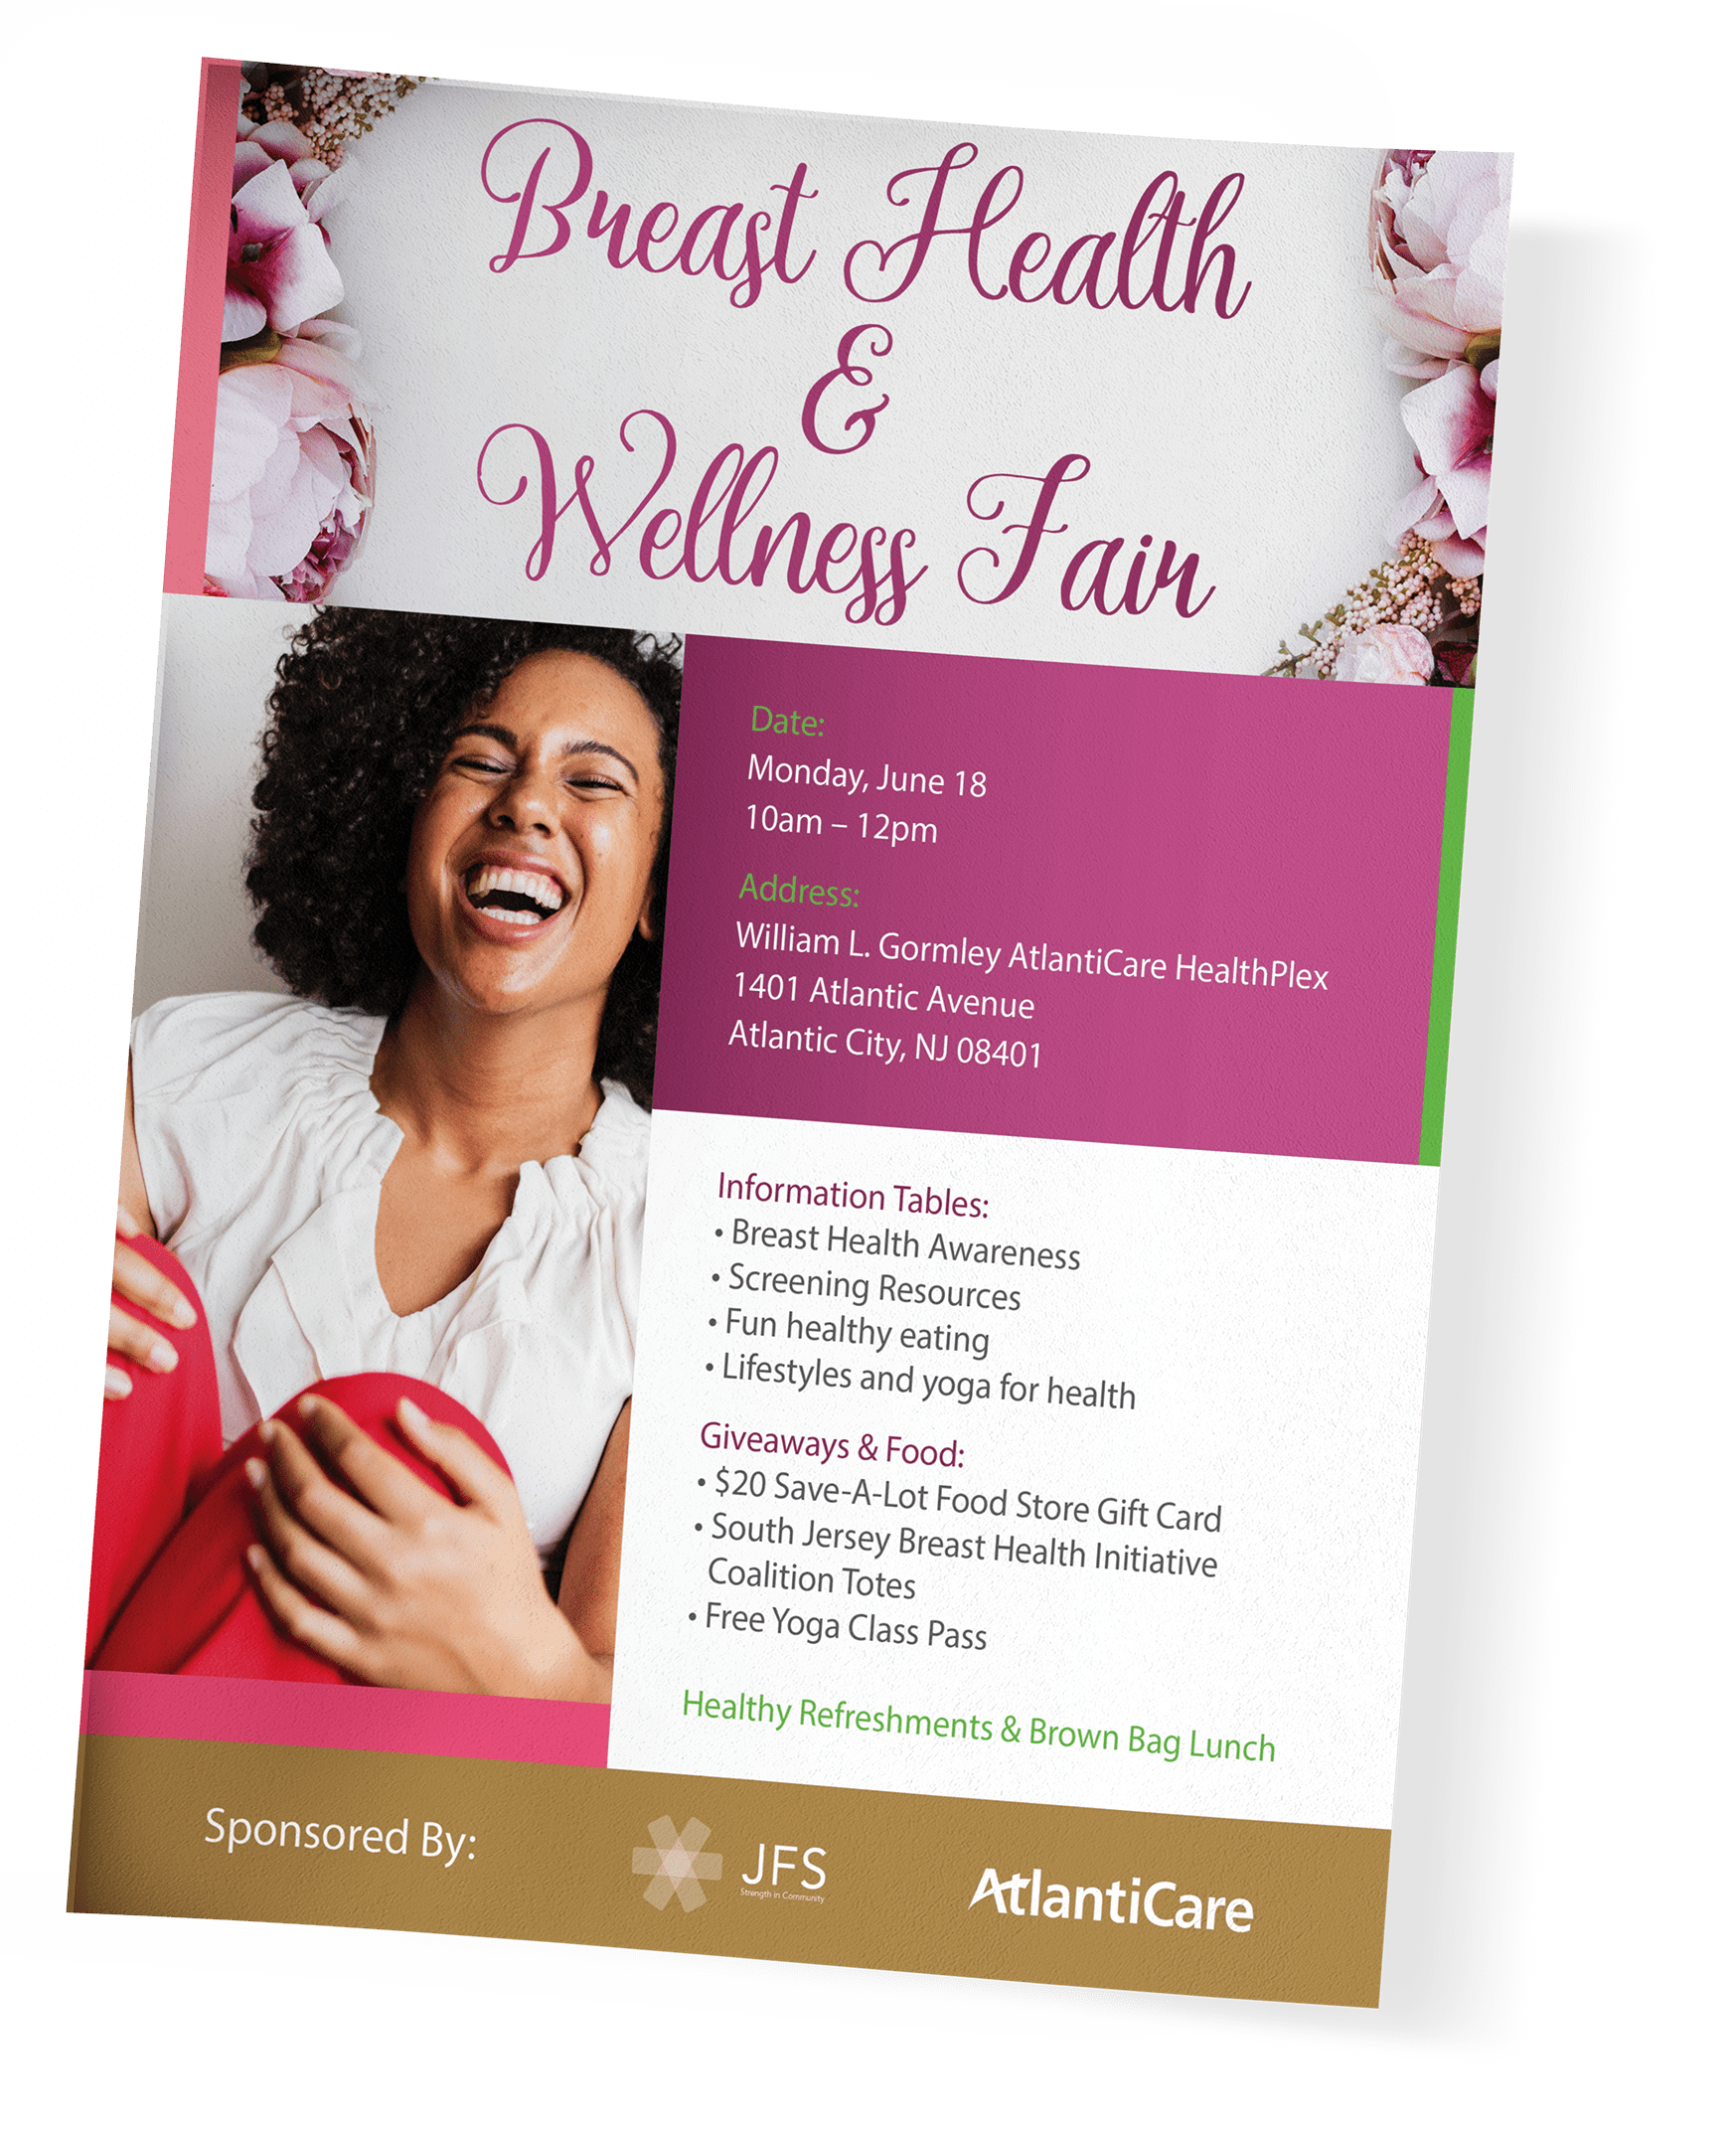 Breast Health
&
Wellness Fair
Date:
Monday, June 18
10am – 12pm
Address:
William L. Gormley AtlantiCare HealthPlex
1401 Atlantic Avenue
Atlantic City, NJ 08401
Information Tables:
• Breast Health Awareness
• Screening Resources
• Fun healthy eating
• Lifestyles and yoga for health
Giveaways & Food:
• $20 Save-A-Lot Food Store Gift Card
• South Jersey Breast Health Initiative
Coalition Totes
• Free Yoga Class Pass
Healthy Refreshments & Brown Bag Lunch
Sponsored By:
JFS
Strength in Community
AtlantiCare